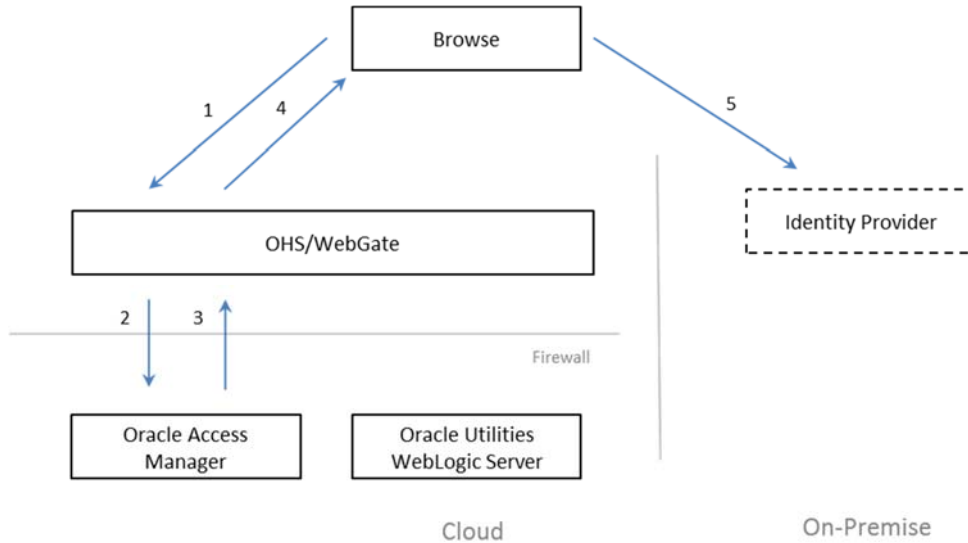 Browse
1
4
5
Identity Provider
OHS/WebGate
2
3
Firewall
Oracle Access
Manager
Oracle Utilities
WebLogic Server
Cloud
On-Premise